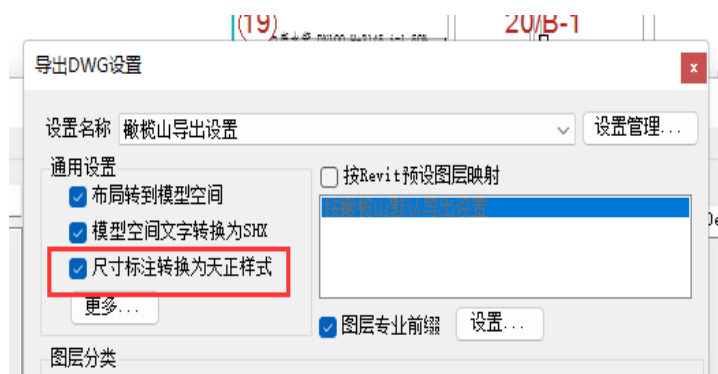 (19)
20/B-1
导出DWG设置
x
设置名称 橄榄山导出设置 设置管理...
通用设置
布局转到模型空间
模型空间文字转换为SHX
尺寸标注转换为天正样式
更多...
按Revit预设图层映射
按橄榄山默认导出设置
图层专业前缀 设置...
图层分类